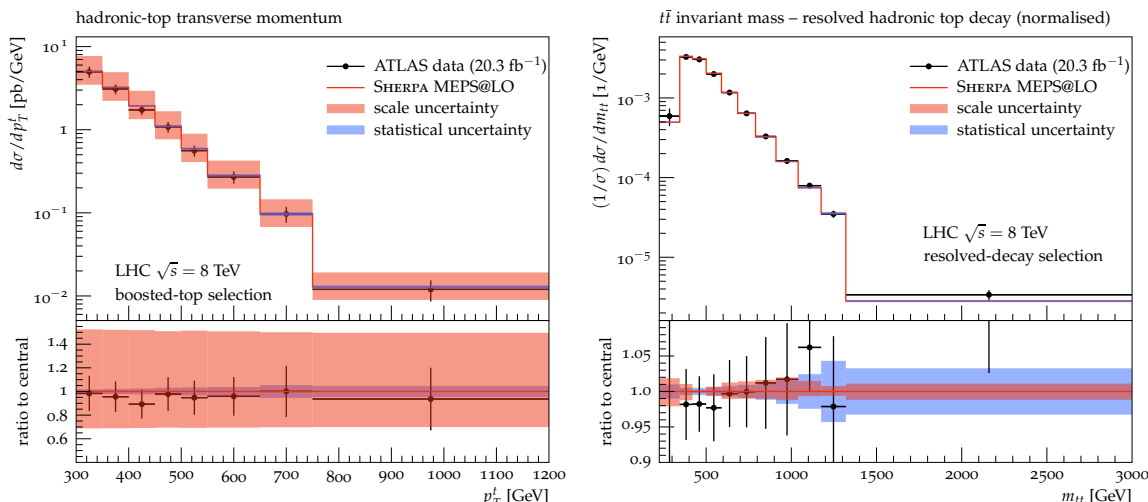 hadronic-top transverse momentum
dσ/dp_T^t [pb/GeV]
10^1
1
10^−1
10^−2
ATLAS data (20.3 fb^−1)
SHERPA MEPS@LO
scale uncertainty
statistical uncertainty
LHC √s = 8 TeV
boosted-top selection
ratio to central
1.4
1.2
1
0.8
0.6
300 400 500 600 700 800 900 1000 1100 1200
p_T^t [GeV]
tt̄ invariant mass – resolved hadronic top decay (normalised)
(1/σ) dσ/dm_tt [1/GeV]
10^−3
10^−4
10^−5
ATLAS data (20.3 fb^−1)
SHERPA MEPS@LO
scale uncertainty
statistical uncertainty
LHC √s = 8 TeV
resolved-decay selection
ratio to central
1.05
1.0
0.95
0.9
500 1000 1500 2000 2500 3000
m_tt [GeV]